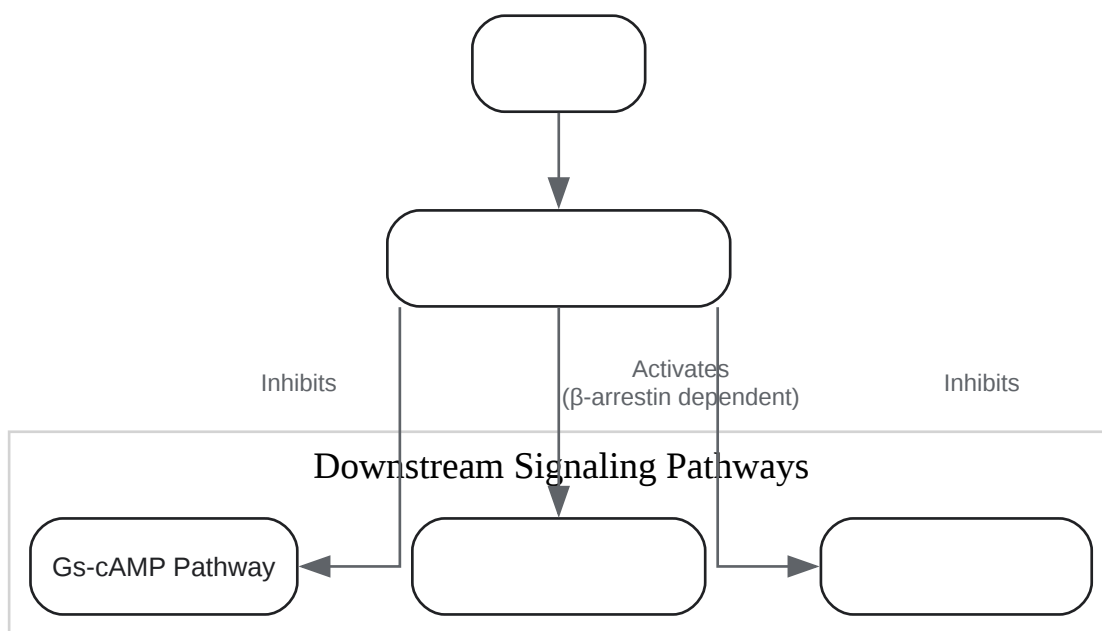 Inhibits
Activates
(β-arrestin dependent)
Inhibits
Downstream Signaling Pathways
Gs-cAMP Pathway